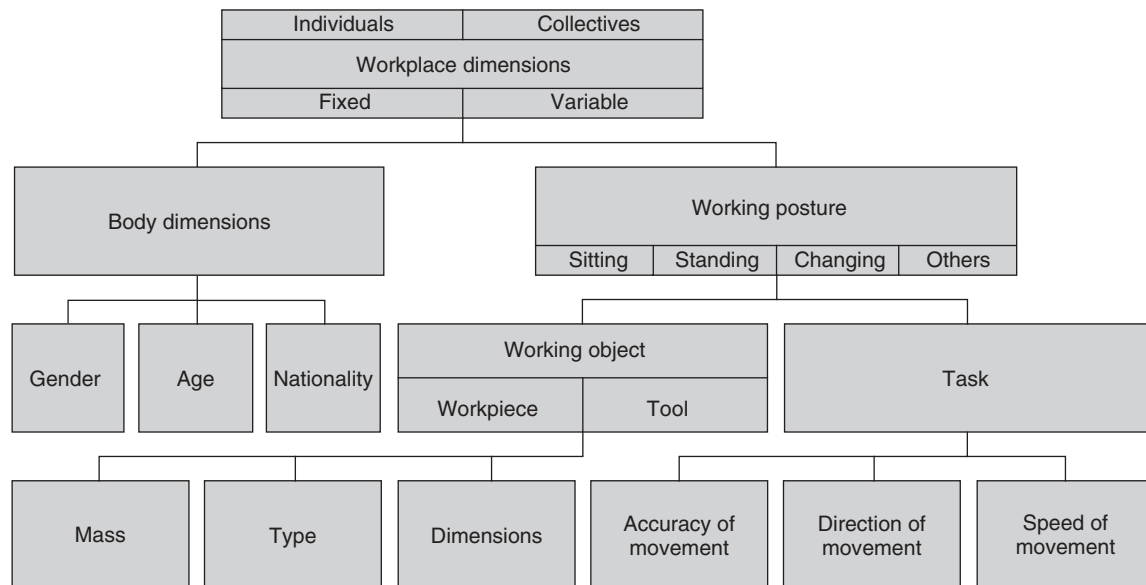 Individuals
Collectives
Workplace dimensions
Fixed
Variable
Body dimensions
Working posture
Sitting
Standing
Changing
Others
Gender
Age
Nationality
Working object
Workpiece
Tool
Task
Mass
Type
Dimensions
Accuracy of
movement
Direction of
movement
Speed of
movement